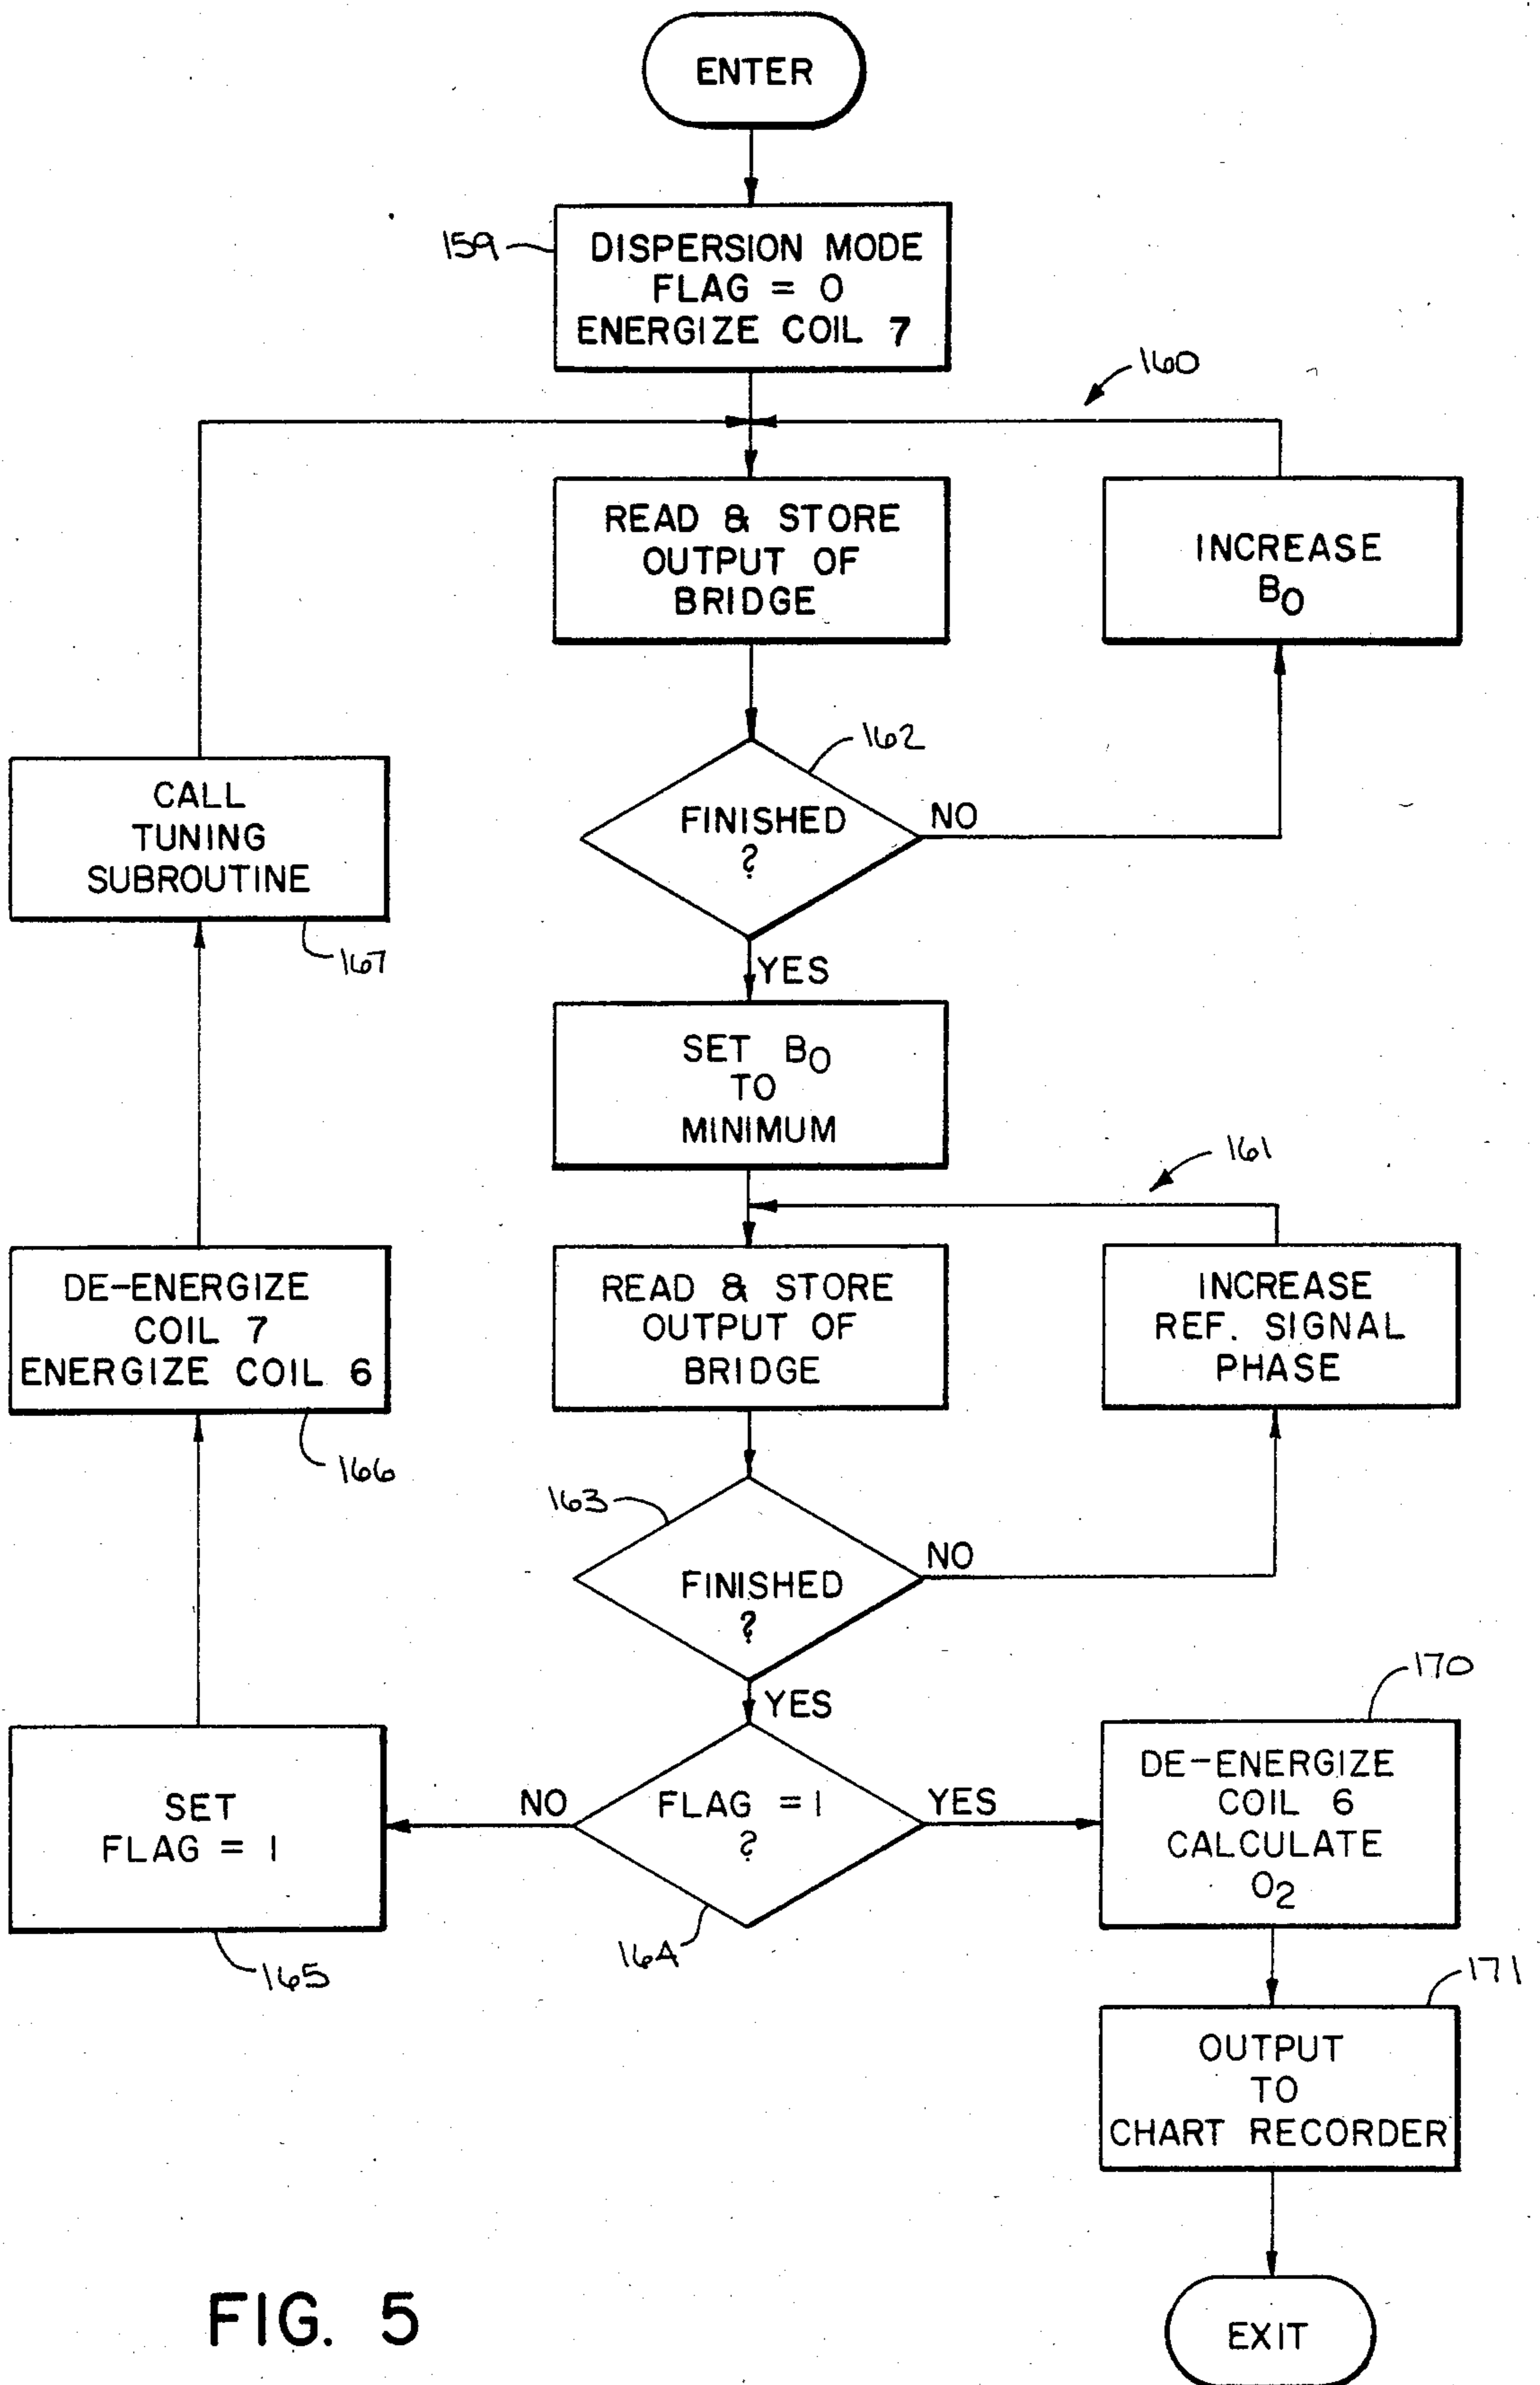 ENTER
159
DISPERSION MODE
FLAG = 0
ENERGIZE COIL 7
160
READ & STORE
OUTPUT OF
BRIDGE
INCREASE
B0
162
FINISHED
?
NO
CALL
TUNING
SUBROUTINE
167
YES
SET B0
TO
MINIMUM
161
DE-ENERGIZE
COIL 7
ENERGIZE COIL 6
166
READ & STORE
OUTPUT OF
BRIDGE
INCREASE
REF. SIGNAL
PHASE
163
FINISHED
?
NO
YES
170
SET
FLAG = 1
165
NO
FLAG = 1
?
YES
164
DE-ENERGIZE
COIL 6
CALCULATE
O2
171
OUTPUT
TO
CHART RECORDER
EXIT
FIG. 5